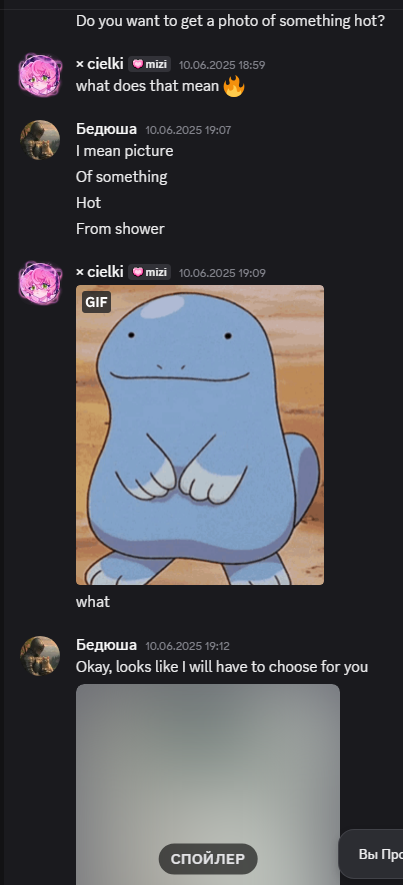 Do you want to get a photo of something hot?
× cielki mizi 10.06.2025 18:59
what does that mean 🔥
Бедюша 10.06.2025 19:07
I mean picture
Of something
Hot
From shower
× cielki mizi 10.06.2025 19:09
GIF
what
Бедюша 10.06.2025 19:12
Okay, looks like I will have to choose for you
СПОЙЛЕР
Вы Про